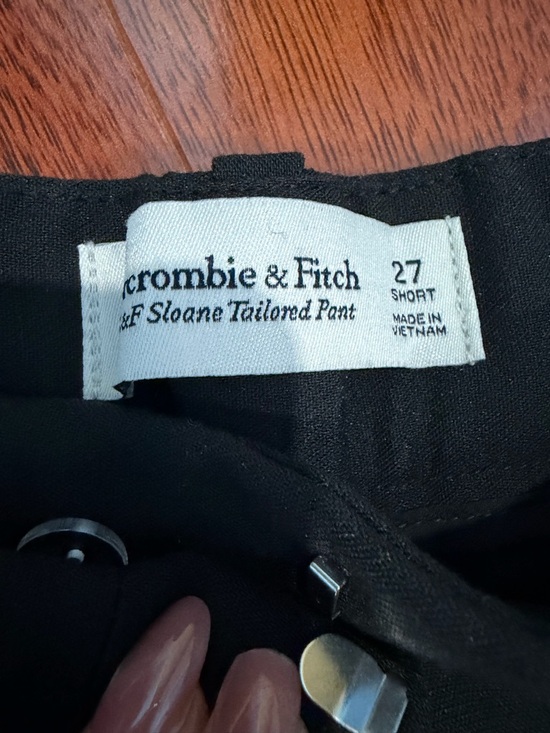 crombie & Fitch
&F Sloane Tailored Pant
27
SHORT
MADE IN
VIETNAM